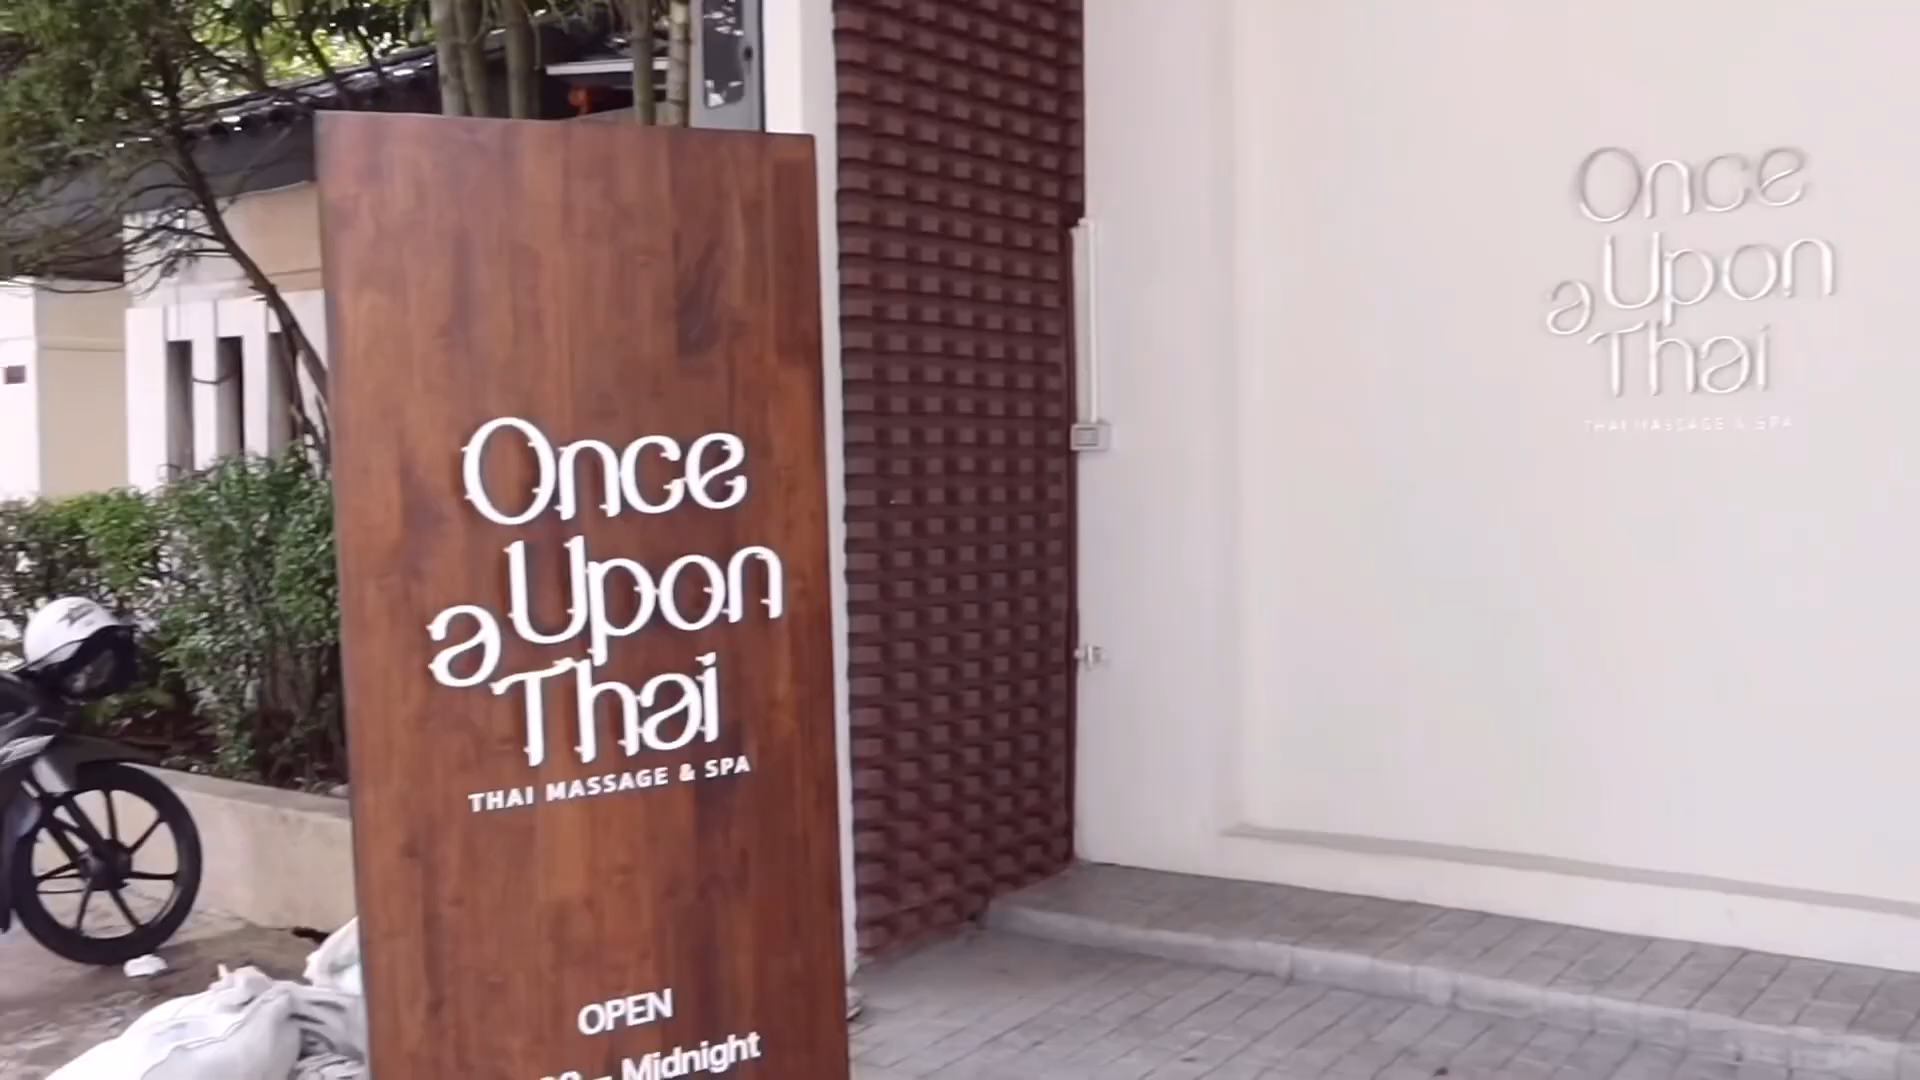 Once
Upon
a
Thai
THAI MASSAGE & SPA
OPEN
– Midnight
Once
Upon
a
Thai
THAI MASSAGE & SPA